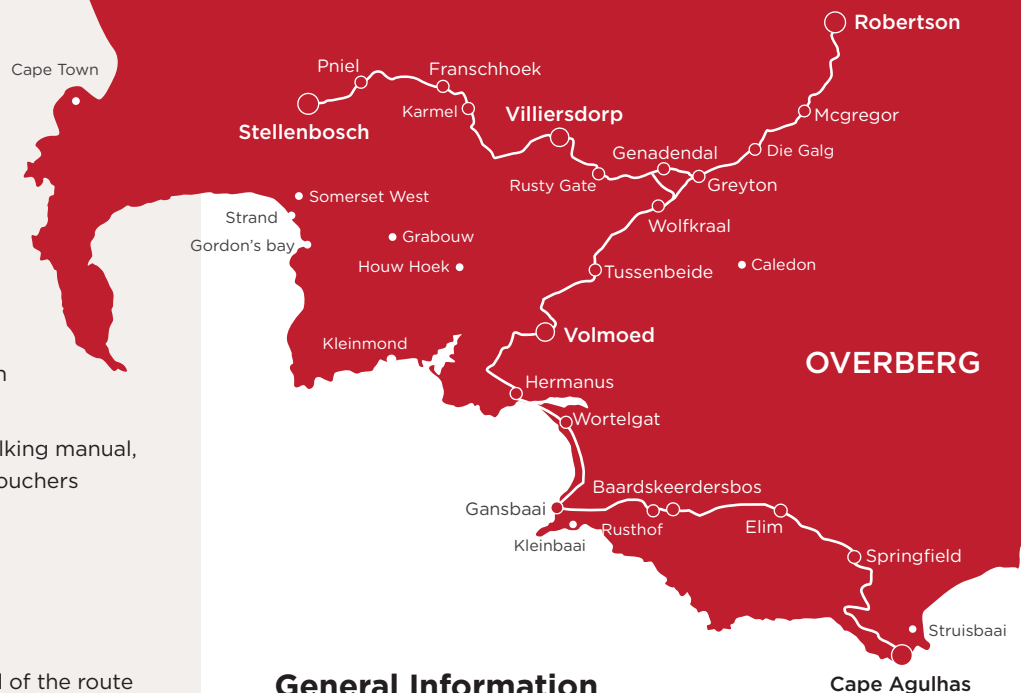 Robertson
Cape Town
Pniel
Franschhoek
Karmel
Villiersdorp
Mcgregor
Stellenbosch
Die Galg
Genadendal
Rusty Gate
Greyton
Somerset West
Strand
Wolfkraal
Grabouw
Gordon's bay
Houw Hoek
Caledon
Tussenbeide
Volmoed
Kleinmond
OVERBERG
Hermanus
Wortelgat
lking manual,
ouchers
Baardskeerdersbos
Gansbaai
Rusthof
Elim
Kleinbaai
Springfield
Struisbaai
of the route
General Information
Cape Agulhas